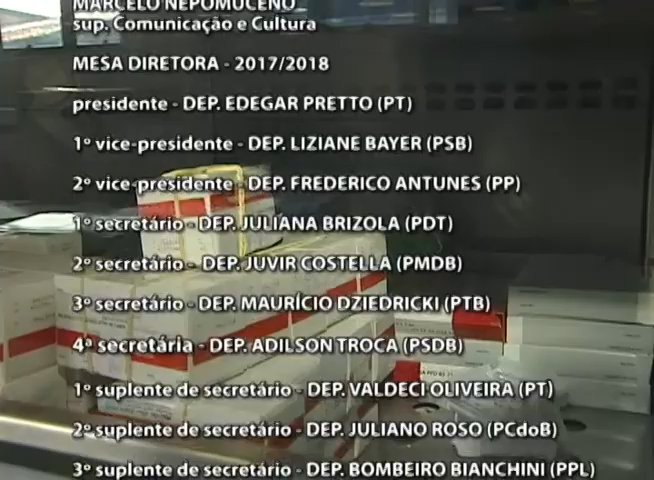 MARCELO NEPOMUCENO
sup. Comunicação e Cultura
MESA DIRETORA - 2017/2018
presidente - DEP. EDEGAR PRETTO (PT)
1º vice-presidente - DEP. LIZIANE BAYER (PSB)
2º vice-presidente - DEP. FREDERICO ANTUNES (PP)
1º secretário - DEP. JULIANA BRIZOLA (PDT)
2º secretário - DEP. JUVIR COSTELLA (PMDB)
3º secretário - DEP. MAURÍCIO DZIEDRICKI (PTB)
4ª secretária - DEP. ADILSON TROCA (PSDB)
1º suplente de secretário - DEP. VALDECI OLIVEIRA (PT)
2º suplente de secretário - DEP. JULIANO ROSO (PCdoB)
3º suplente de secretário - DEP. BOMBEIRO BIANCHINI (PPL)